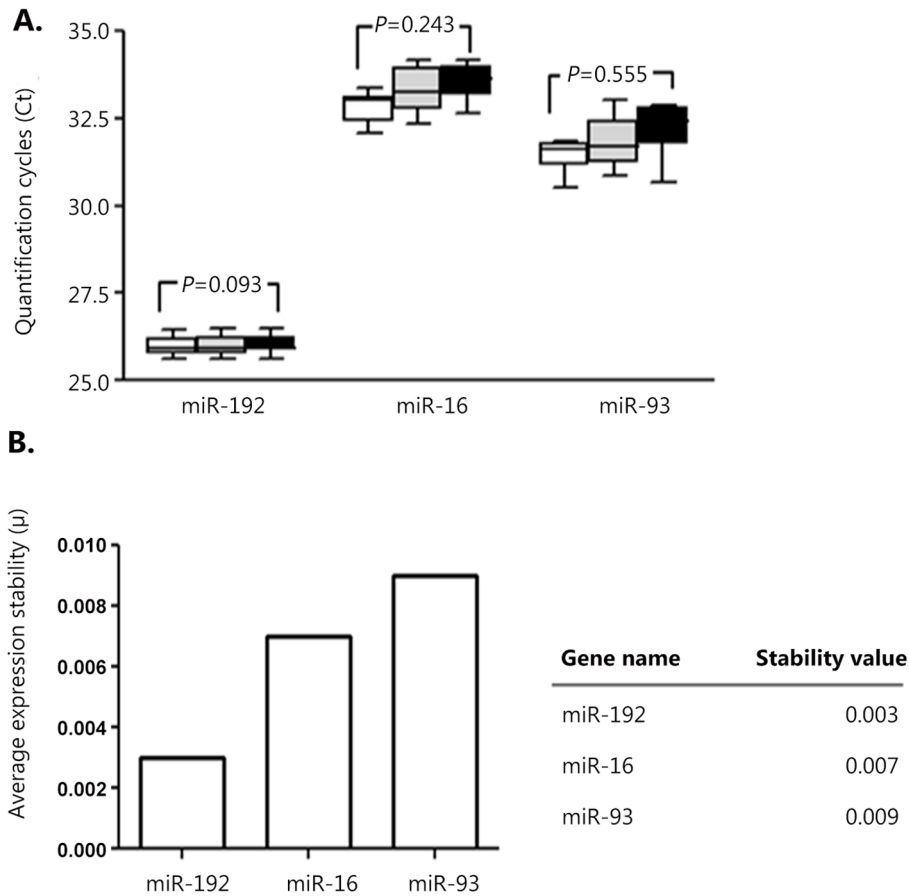 A.
Quantification cycles (Ct)
35.0
32.5
30.0
27.5
25.0
P=0.093
P=0.243
P=0.555
miR-192
miR-16
miR-93
B.
Average expression stability (µ)
0.010
0.008
0.006
0.004
0.002
0.000
miR-192
miR-16
miR-93
Gene name Stability value
miR-192 0.003
miR-16 0.007
miR-93 0.009